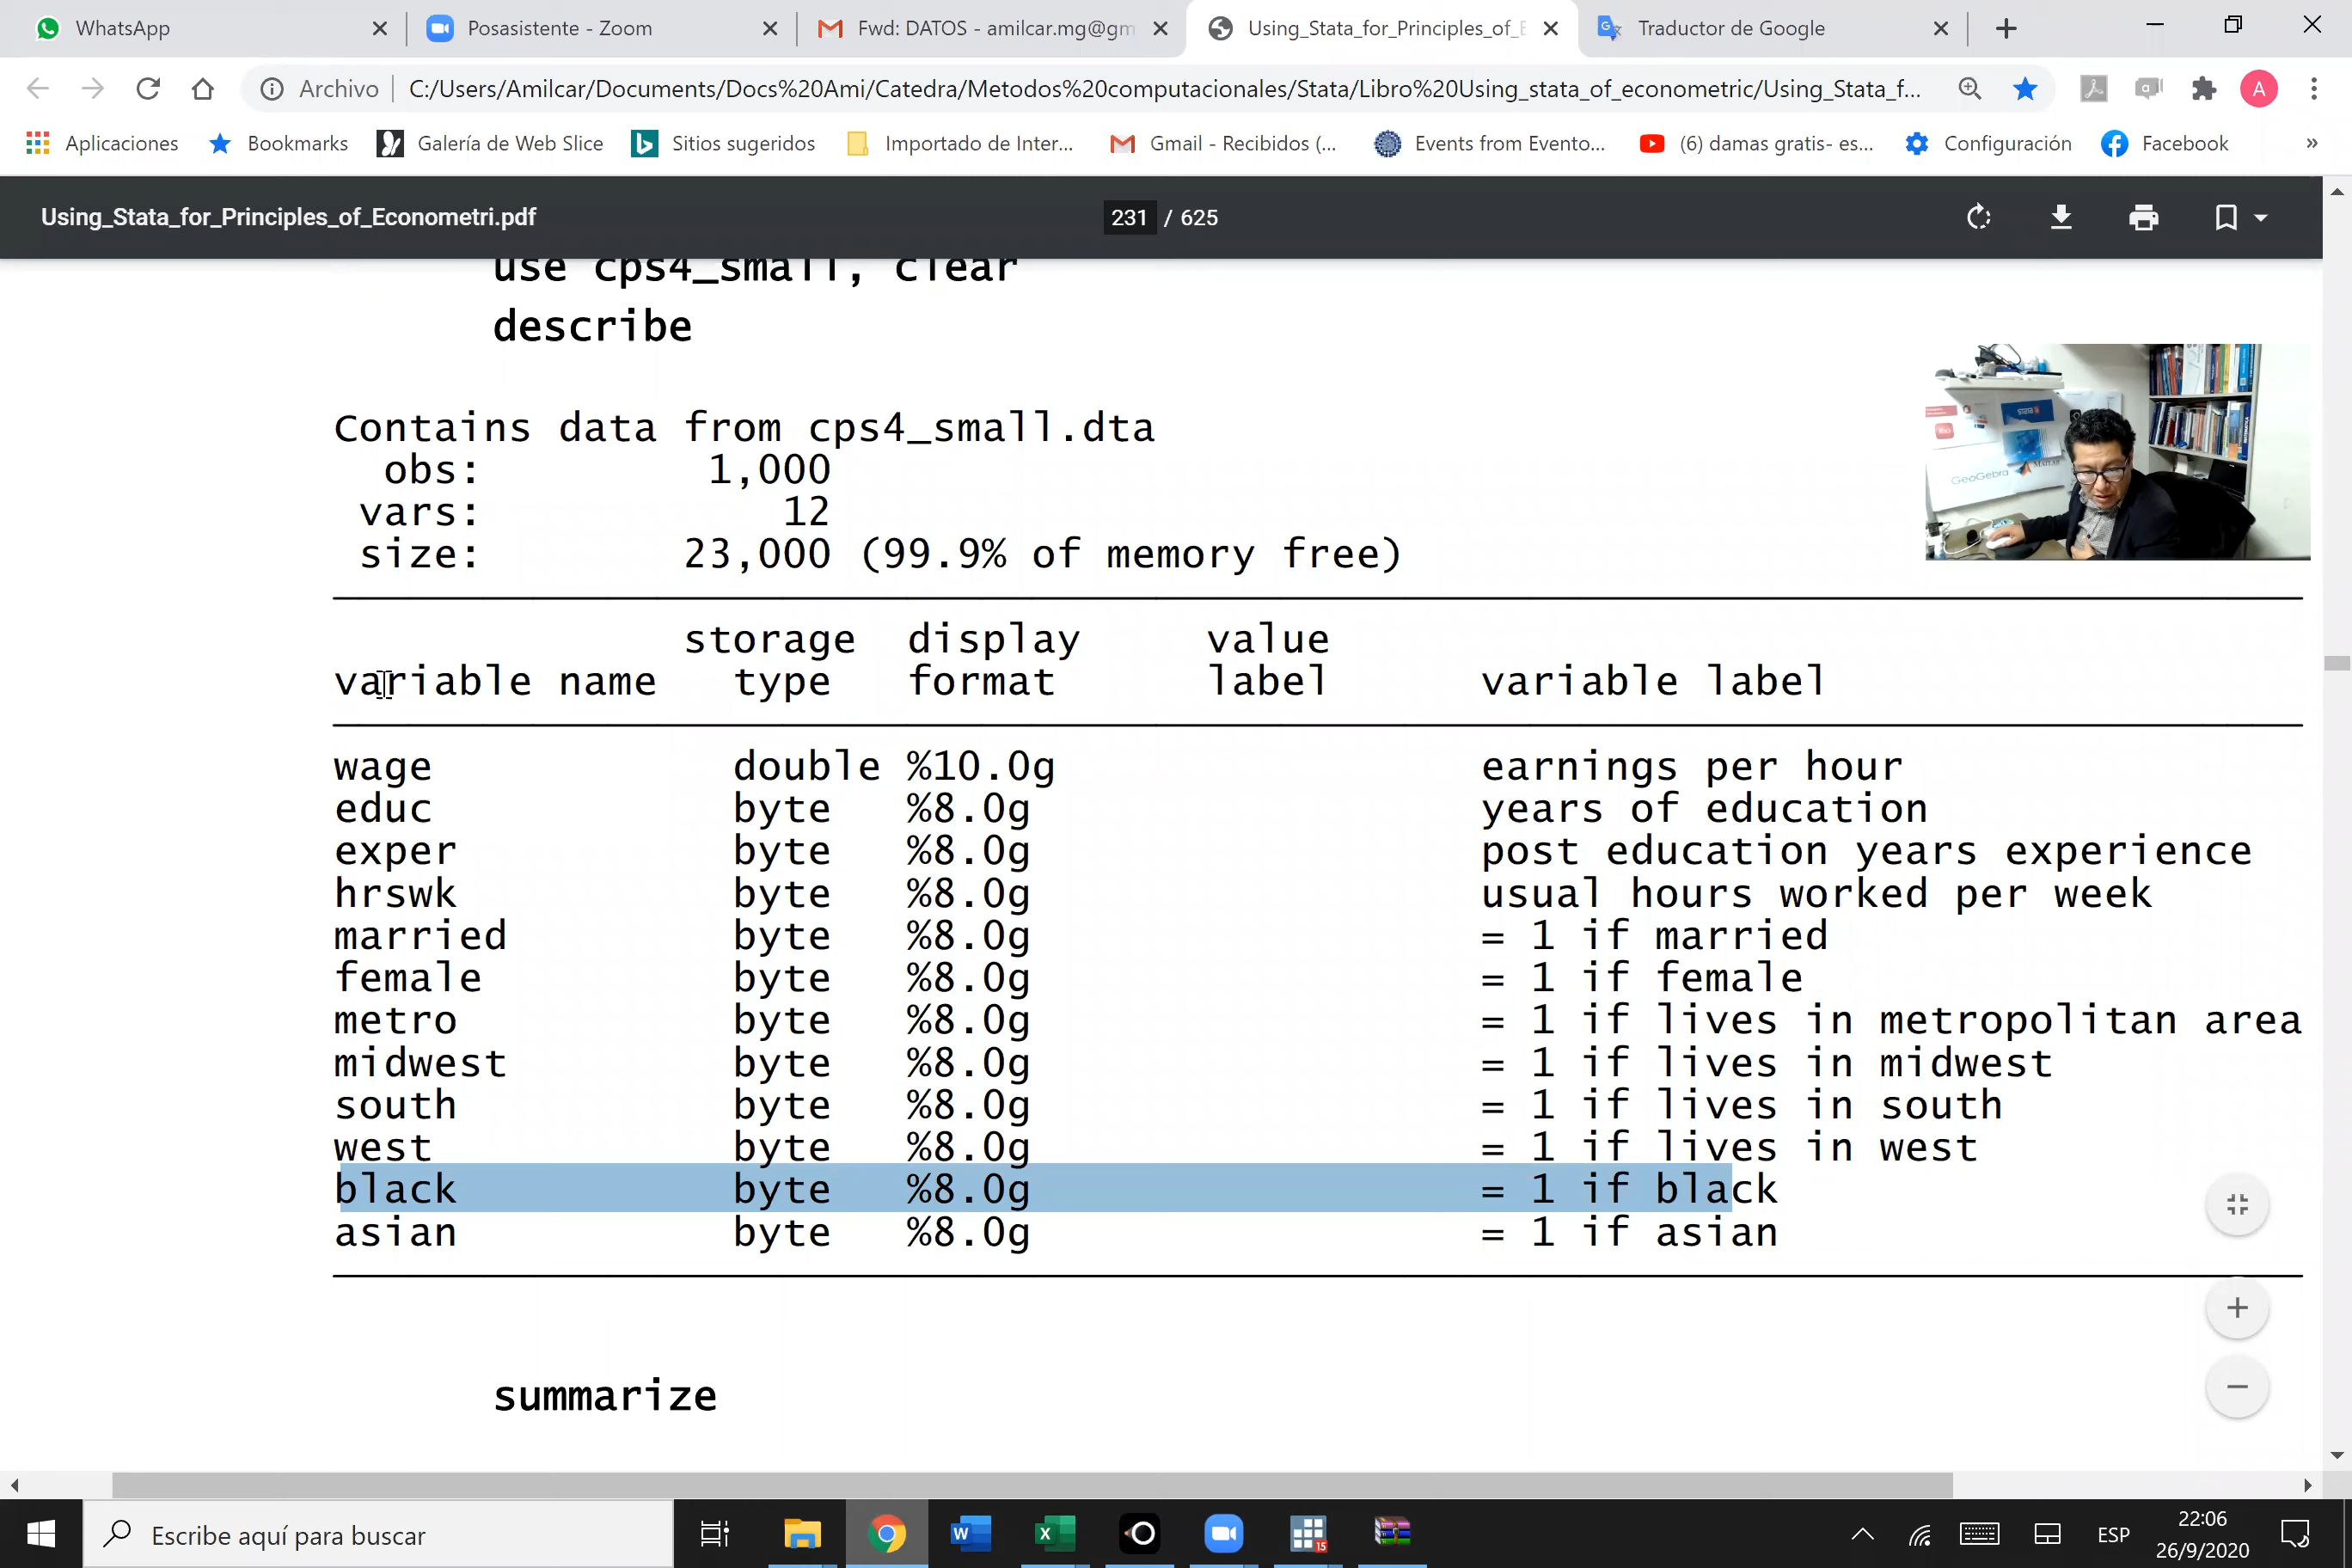 WhatsApp
Posasistente - Zoom
Fwd: DATOS - amilcar.mg@gm
Using_Stata_for_Principles_of_E
Traductor de Google
Archivo
C:/Users/Amilcar/Documents/Docs%20Ami/Catedra/Metodos%20computacionales/Stata/Libro%20Using_stata_of_econometric/Using_Stata_f...
A
Aplicaciones
Bookmarks
Galería de Web Slice
Sitios sugeridos
Importado de Inter...
Gmail - Recibidos (...
Events from Evento...
(6) damas gratis- es...
Configuración
Facebook
»
Using_Stata_for_Principles_of_Econometri.pdf
231 / 625
use cps4_small, clear
describe
Contains data from cps4_small.dta
obs: 1,000
vars: 12
size: 23,000 (99.9% of memory free)
storage display value
variable name type format label variable label
wage double %10.0g earnings per hour
educ byte %8.0g years of education
exper byte %8.0g post education years experience
hrswk byte %8.0g usual hours worked per week
married byte %8.0g = 1 if married
female byte %8.0g = 1 if female
metro byte %8.0g = 1 if lives in metropolitan area
midwest byte %8.0g = 1 if lives in midwest
south byte %8.0g = 1 if lives in south
west byte %8.0g = 1 if lives in west
black byte %8.0g = 1 if black
asian byte %8.0g = 1 if asian
summarize
GeoGebra
MATLAB
STATA
Escribe aquí para buscar
15
ESP
22:06
26/9/2020